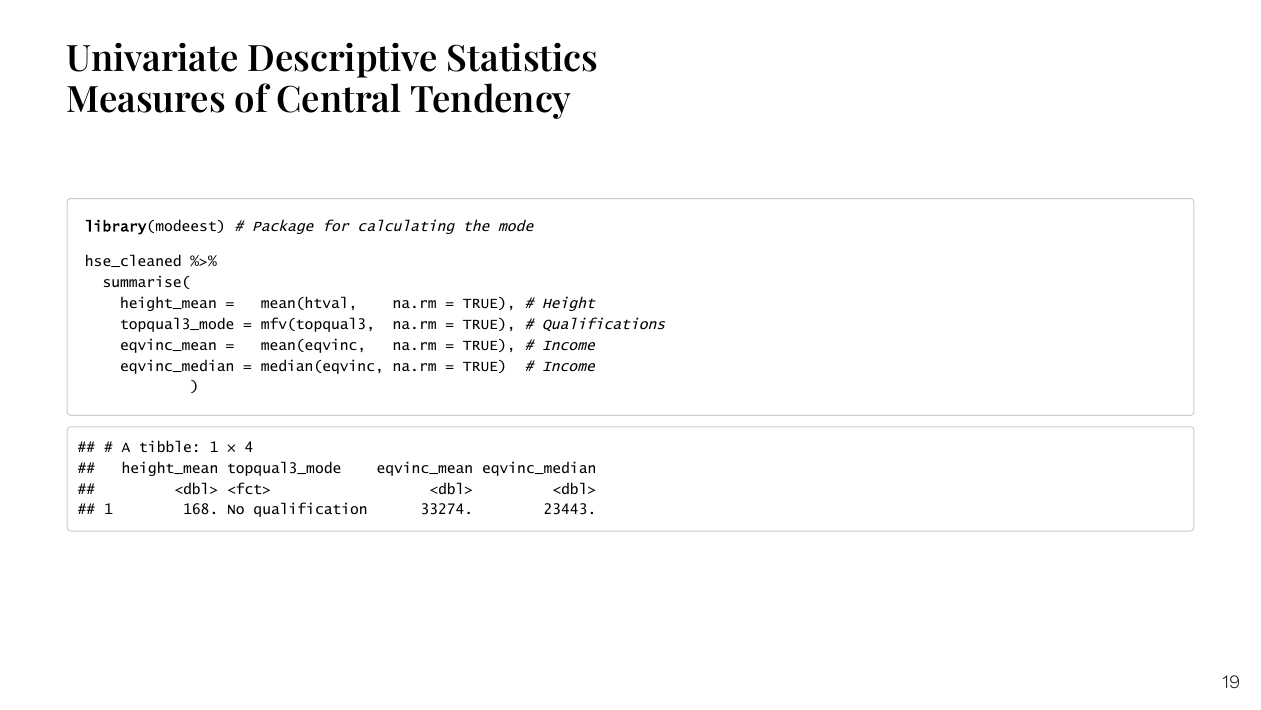 Univariate Descriptive Statistics
Measures of Central Tendency
library(modeest) # Package for calculating the mode
hse_cleaned %>%
  summarise(
    height_mean =   mean(htval,    na.rm = TRUE), # Height
    topqual3_mode = mfv(topqual3,  na.rm = TRUE), # Qualifications
    eqvinc_mean =   mean(eqvinc,   na.rm = TRUE), # Income
    eqvinc_median = median(eqvinc, na.rm = TRUE)  # Income
            )
## # A tibble: 1 × 4
##   height_mean topqual3_mode    eqvinc_mean eqvinc_median
##         <dbl> <fct>                  <dbl>         <dbl>
## 1        168. No qualification      33274.        23443.
19